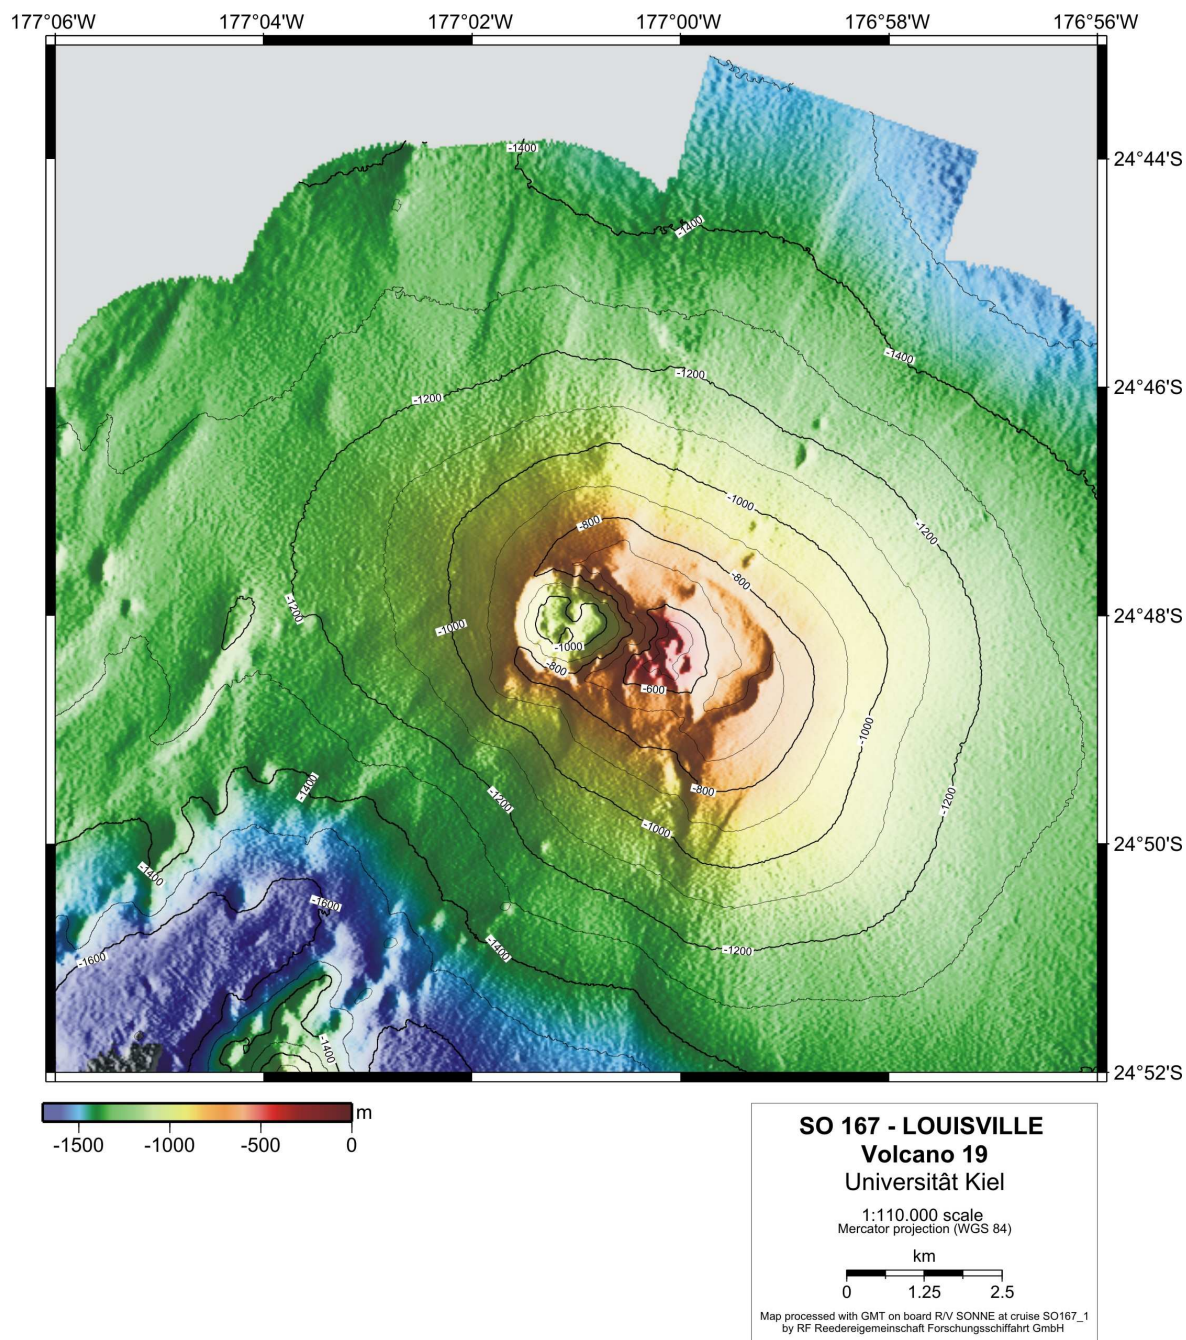 177°06'W 177°04'W 177°02'W 177°00'W 176°58'W 176°56'W
-1400
24°44'S
-1400
-1400
-1200
24°46'S
-1200
-1000
-800
-1200
-800
-1200
24°48'S
-1000
-1000
-800
-600
-1000
-1400
-800
-1200
-1200
-1000
24°50'S
-1400
-1600
-1400
-1200
-1600
-1400
24°52'S
m
-1500 -1000 -500 0
SO 167 - LOUISVILLE
Volcano 19
Universitât Kiel
1:110.000 scale
Mercator projection (WGS 84)
km
0 1.25 2.5
Map processed with GMT on board R/V SONNE at cruise SO167_1
by RF Reedereigemeinschaft Forschungsschiffahrt GmbH